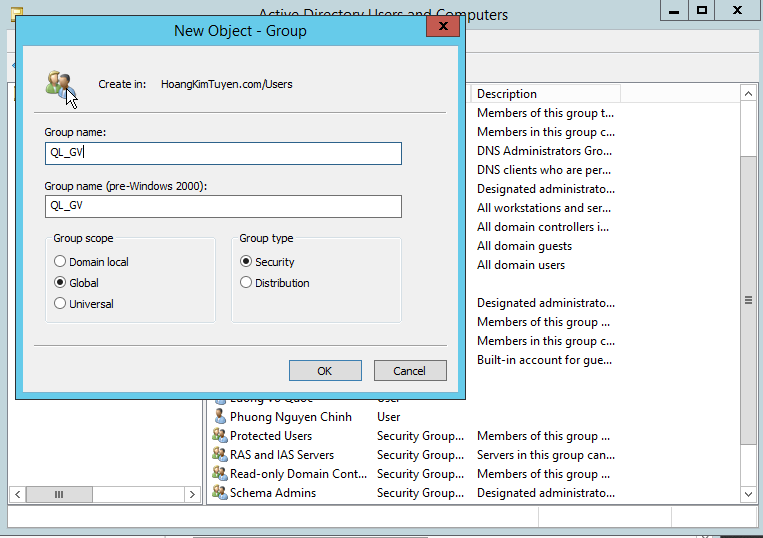 Active Directory Users and Computers
New Object - Group
Create in: HoangKimTuyen.com/Users
Group name:
QL_GV
Group name (pre-Windows 2000):
QL_GV
Group scope
Domain local
Global
Universal
Group type
Security
Distribution
OK
Cancel
Description
Members of this group t...
Members in this group c...
DNS Administrators Gro...
DNS clients who are per...
Designated administrato...
All workstations and ser...
All domain controllers i...
All domain guests
All domain users
Designated administrato...
Members of this group ...
Members in this group c...
Built-in account for gue...
Luong Vo Quoc User
Phuong Nguyen Chinh User
Protected Users Security Group... Members of this group ...
RAS and IAS Servers Security Group... Servers in this group can...
Read-only Domain Cont... Security Group... Members of this group ...
Schema Admins Security Group... Designated administrato...